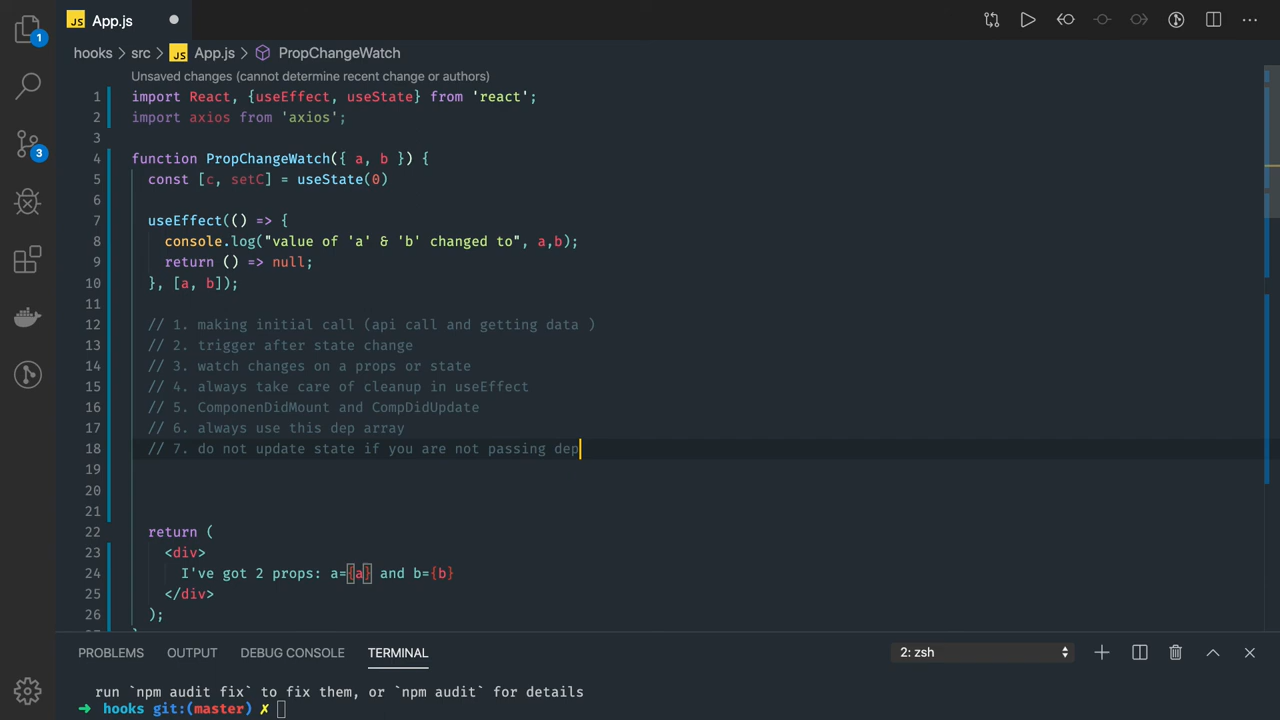 JS App.js
1
hooks > src > JS App.js > PropChangeWatch
Unsaved changes (cannot determine recent change or authors)
1 import React, {useEffect, useState} from 'react';
2 import axios from 'axios';
3
3
4 function PropChangeWatch({ a, b }) {
5 const [c, setC] = useState(0)
6
7 useEffect(() => {
8 console.log("value of 'a' & 'b' changed to", a,b);
9 return () => null;
10 }, [a, b]);
11
12 // 1. making initial call (api call and getting data )
13 // 2. trigger after state change
14 // 3. watch changes on a props or state
15 // 4. always take care of cleanup in useEffect
16 // 5. ComponenDidMount and CompDidUpdate
17 // 6. always use this dep array
18 // 7. do not update state if you are not passing dep
19
20
21
22 return (
23 <div>
24 I've got 2 props: a={a} and b={b}
25 </div>
26 );
PROBLEMS OUTPUT DEBUG CONSOLE TERMINAL 2: zsh
run `npm audit fix` to fix them, or `npm audit` for details
➜ hooks git:(master) ✗